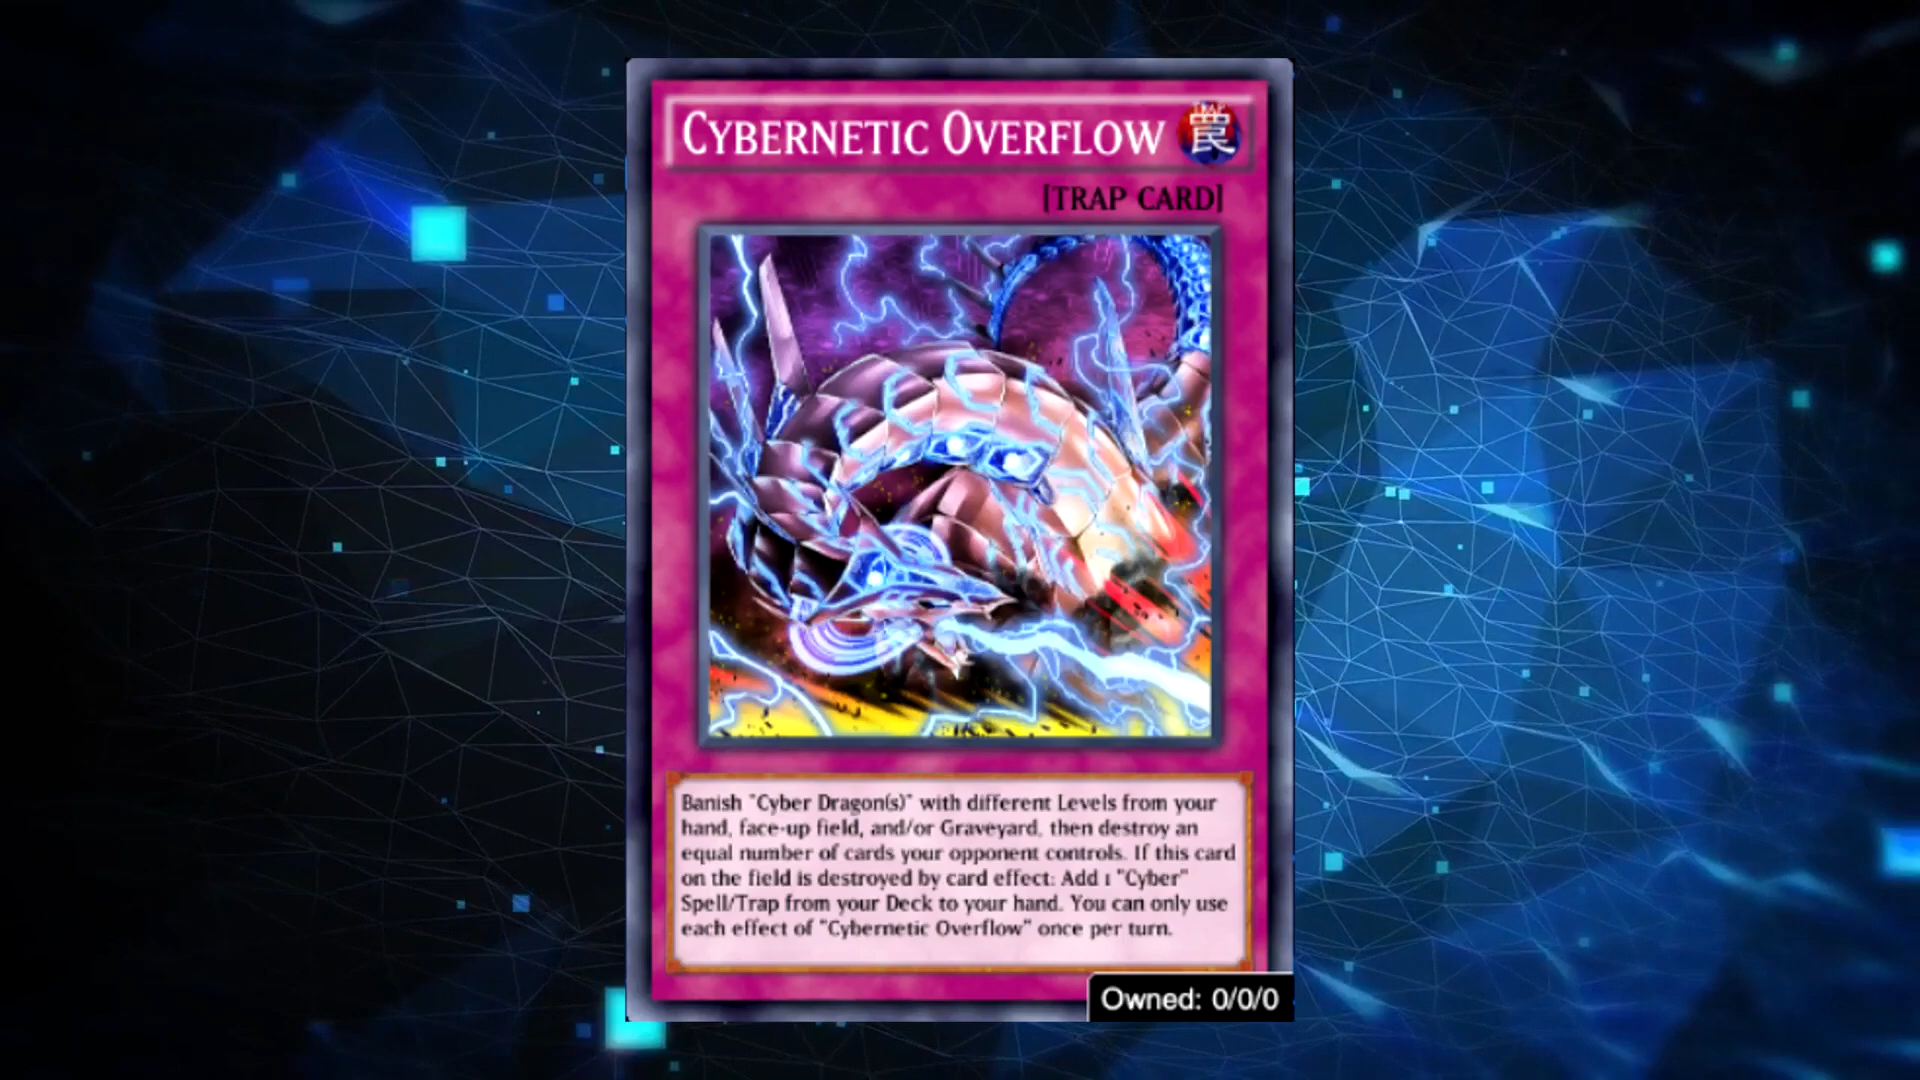 CYBERNETIC OVERFLOW
TRAP
罠
[TRAP CARD]
Banish "Cyber Dragon(s)" with different Levels from your
hand, face-up field, and/or Graveyard, then destroy an
equal number of cards your opponent controls. If this card
on the field is destroyed by card effect: Add 1 "Cyber"
Spell/Trap from your Deck to your hand. You can only use
each effect of "Cybernetic Overflow" once per turn.
Owned: 0/0/0